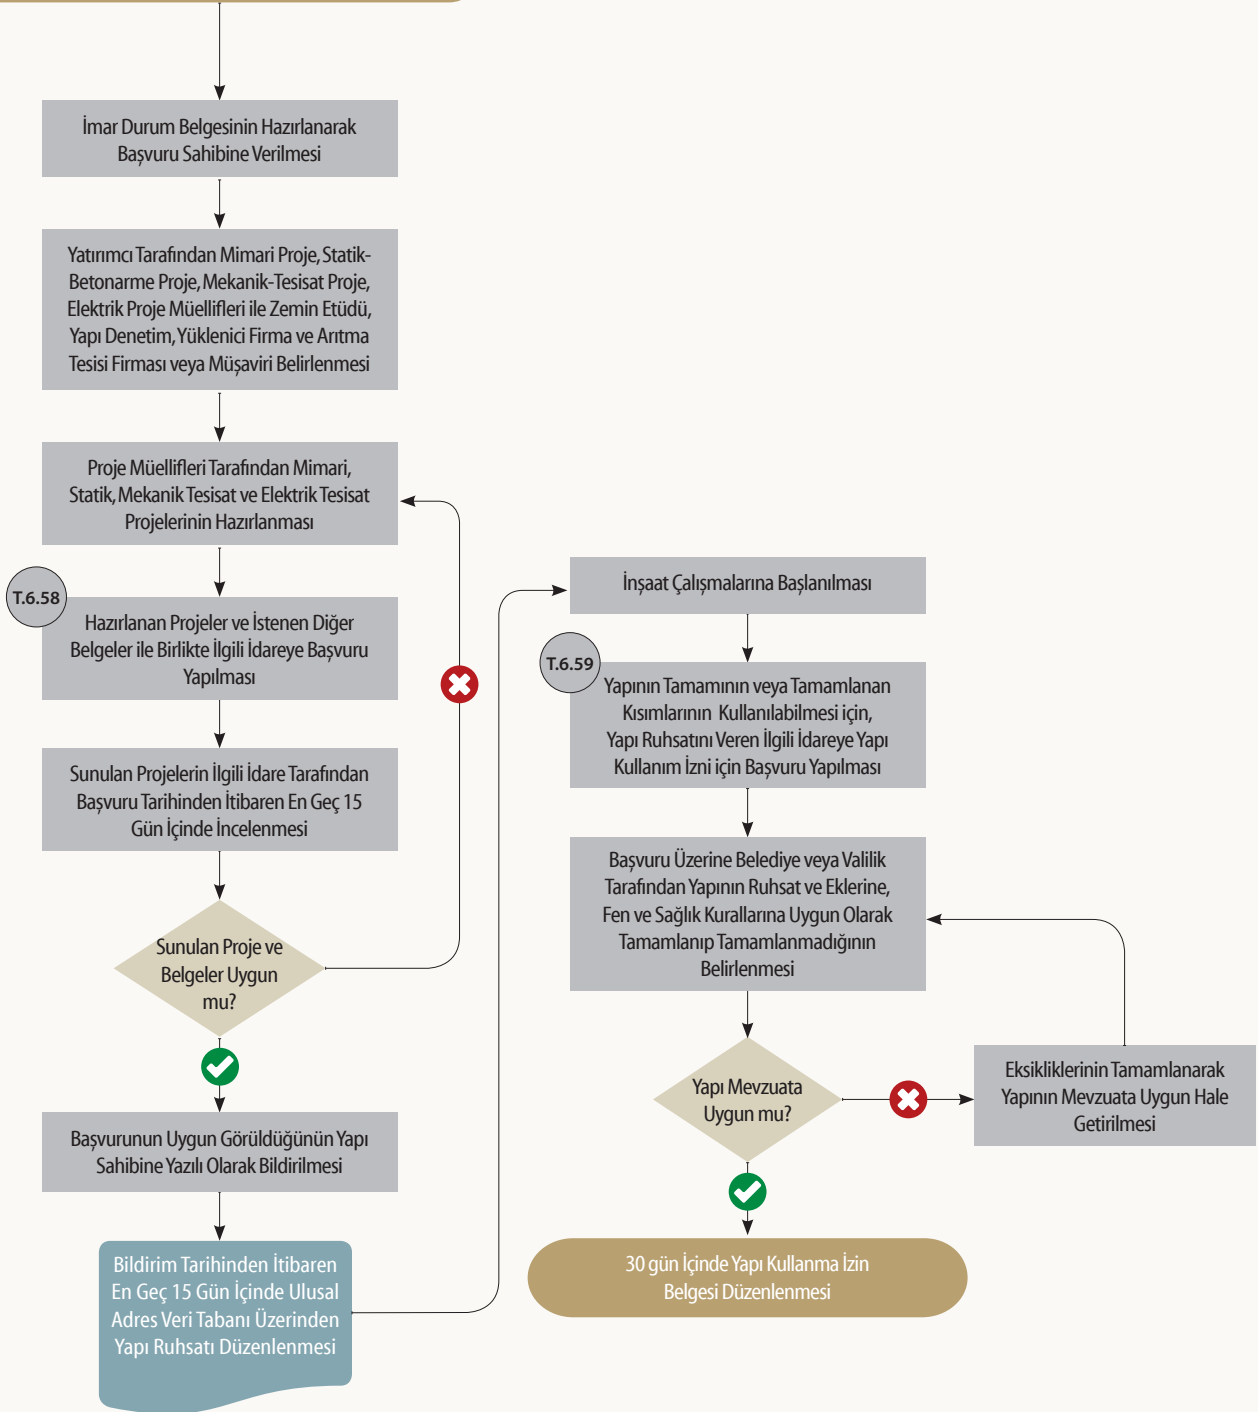 İmar Durum Belgesinin Hazırlanarak
Başvuru Sahibine Verilmesi
Yatırımcı Tarafından Mimari Proje, Statik-
Betonarme Proje, Mekanik-Tesisat Proje,
Elektrik Proje Müellifleri ile Zemin Etüdü,
Yapı Denetim, Yüklenici Firma ve Arıtma
Tesisi Firması veya Müşaviri Belirlenmesi
Proje Müellifleri Tarafından Mimari,
Statik, Mekanik Tesisat ve Elektrik Tesisat
Projelerinin Hazırlanması
T.6.58
Hazırlanan Projeler ve İstenen Diğer
Belgeler ile Birlikte İlgili İdareye Başvuru
Yapılması
Sunulan Projelerin İlgili İdare Tarafından
Başvuru Tarihinden İtibaren En Geç 15
Gün İçinde İncelenmesi
Sunulan Proje ve
Belgeler Uygun
mu?
Başvurunun Uygun Görüldüğünün Yapı
Sahibine Yazılı Olarak Bildirilmesi
Bildirim Tarihinden İtibaren
En Geç 15 Gün İçinde Ulusal
Adres Veri Tabanı Üzerinden
Yapı Ruhsatı Düzenlenmesi
İnşaat Çalışmalarına Başlanılması
T.6.59
Yapının Tamamının veya Tamamlanan
Kısımlarının Kullanılabilmesi için,
Yapı Ruhsatını Veren İlgili İdareye Yapı
Kullanım İzni için Başvuru Yapılması
Başvuru Üzerine Belediye veya Valilik
Tarafından Yapının Ruhsat ve Eklerine,
Fen ve Sağlık Kurallarına Uygun Olarak
Tamamlanıp Tamamlanmadığının
Belirlenmesi
Yapı Mevzuata
Uygun mu?
Eksikliklerinin Tamamlanarak
Yapının Mevzuata Uygun Hale
Getirilmesi
30 gün İçinde Yapı Kullanma İzin
Belgesi Düzenlenmesi